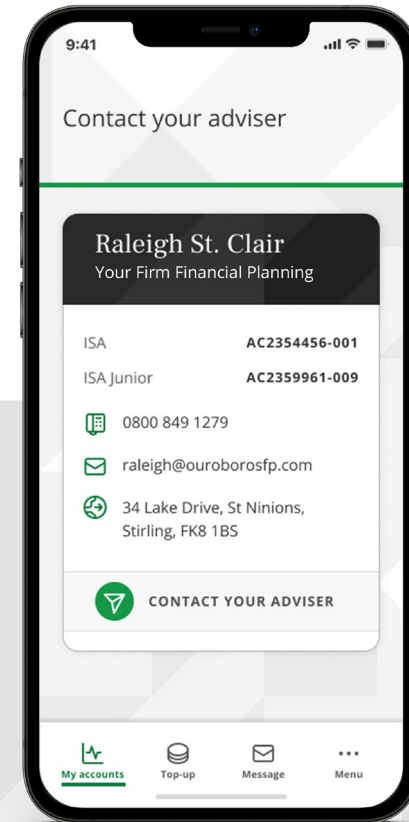 9:41
Contact your adviser
Raleigh St. Clair
Your Firm Financial Planning
ISA AC2354456-001
ISA Junior AC2359961-009
0800 849 1279
raleigh@ouroborosfp.com
34 Lake Drive, St Ninions,
Stirling, FK8 1BS
CONTACT YOUR ADVISER
My accounts Top-up Message Menu